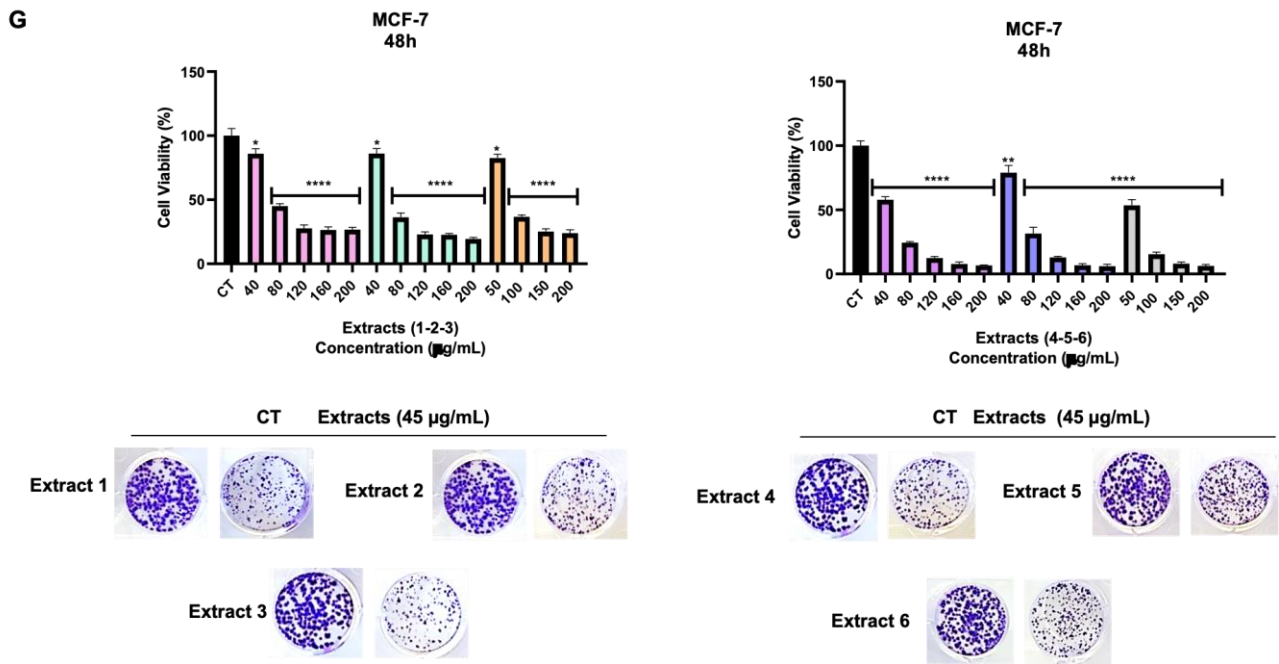 G
MCF-7
48h
150
100
50
0
Cell Viability (%)
*
****
*
****
*
****
CT 40 80 120 160 200 40 80 120 160 200 50 100 150 200
Extracts (1-2-3)
Concentration (µg/mL)
MCF-7
48h
150
100
50
0
Cell Viability (%)
****
**
****
CT 40 80 120 160 200 40 80 120 160 200 50 100 150 200
Extracts (4-5-6)
Concentration (µg/mL)
CT Extracts (45 µg/mL)
Extract 1
Extract 2
Extract 3
CT Extracts (45 µg/mL)
Extract 4
Extract 5
Extract 6